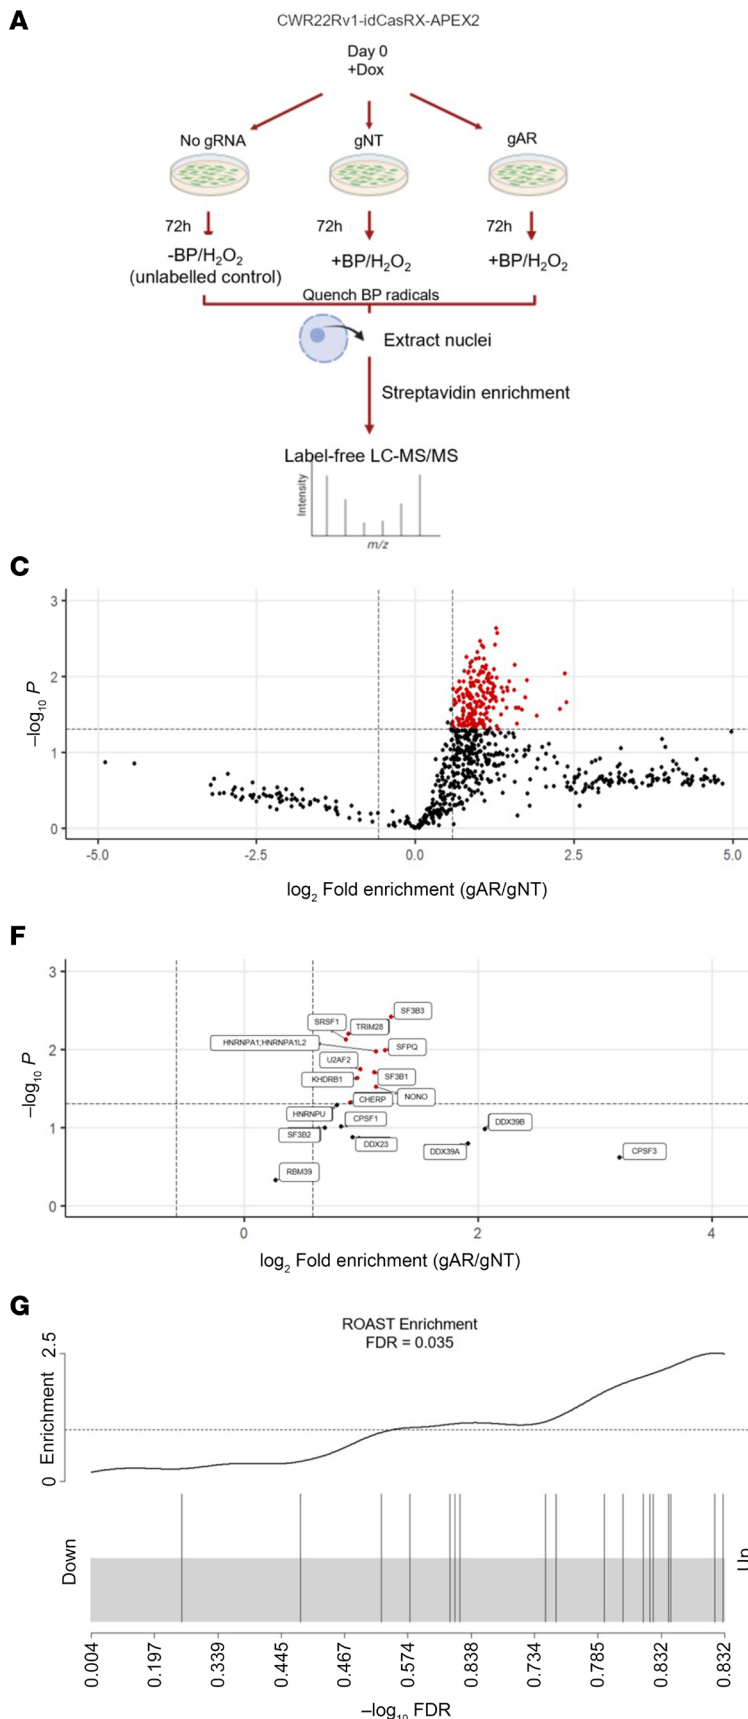 A
CWR22Rv1-idCasRX-APEX2
Day 0
+Dox
No gRNA gNT gAR
72h 72h 72h
-BP/H₂O₂
(unlabelled control)
+BP/H₂O₂ +BP/H₂O₂
Quench BP radicals
Extract nuclei
Streptavidin enrichment
Label-free LC-MS/MS
Intensity
m/z
C
3
2
1
0
–log₁₀ P
-5.0 -2.5 0.0 2.5 5.0
log₂ Fold enrichment (gAR/gNT)
F
3
2
1
0
–log₁₀ P
SF3B3
SRSF1
TRIM28
HNRNPA1;HNRNPA1L2
SFPQ
U2AF2
KHDRB1
SF3B1
CHERP
NONO
HNRNPU
CPSF1
SF3B2
DDX23
DDX39B
DDX39A
CPSF3
RBM39
0 2 4
log₂ Fold enrichment (gAR/gNT)
G
ROAST Enrichment
FDR = 0.035
2.5
Enrichment
0
Down
Up
0.004 0.197 0.339 0.445 0.467 0.574 0.838 0.734 0.785 0.832 0.832
–log₁₀ FDR